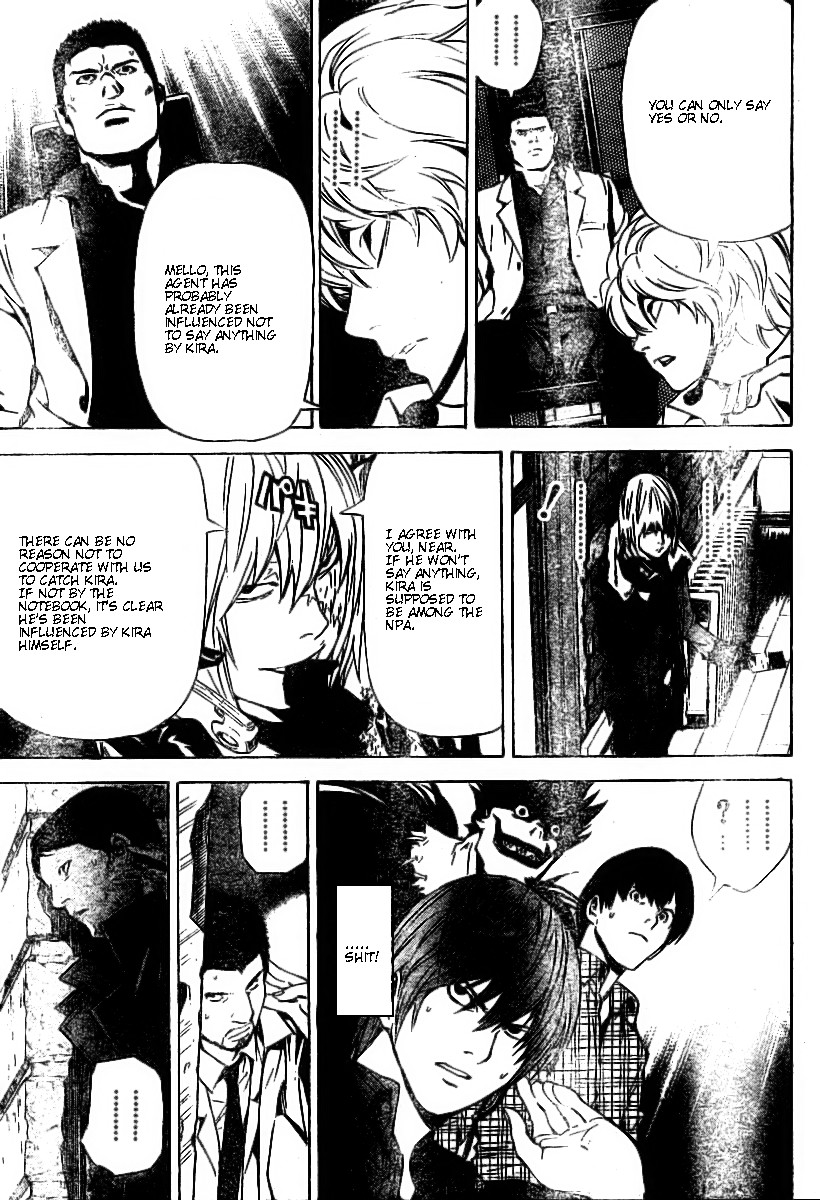 YOU CAN ONLY SAY
YES OR NO.
MELLO, THIS
AGENT HAS
PROBABLY
ALREADY BEEN
INFLUENCED NOT
TO SAY ANYTHING
BY KIRA.
!
I AGREE WITH
YOU, NEAR.
IF HE WON'T
SAY ANYTHING,
KIRA IS
SUPPOSED TO
BE AMONG THE
NPA.
パキ
THERE CAN BE NO
REASON NOT TO
COOPERATE WITH US
TO CATCH KIRA.
IF NOT BY THE
NOTEBOOK, IT'S CLEAR
HE'S BEEN
INFLUENCED BY KIRA
HIMSELF.
?
.....
SHIT!